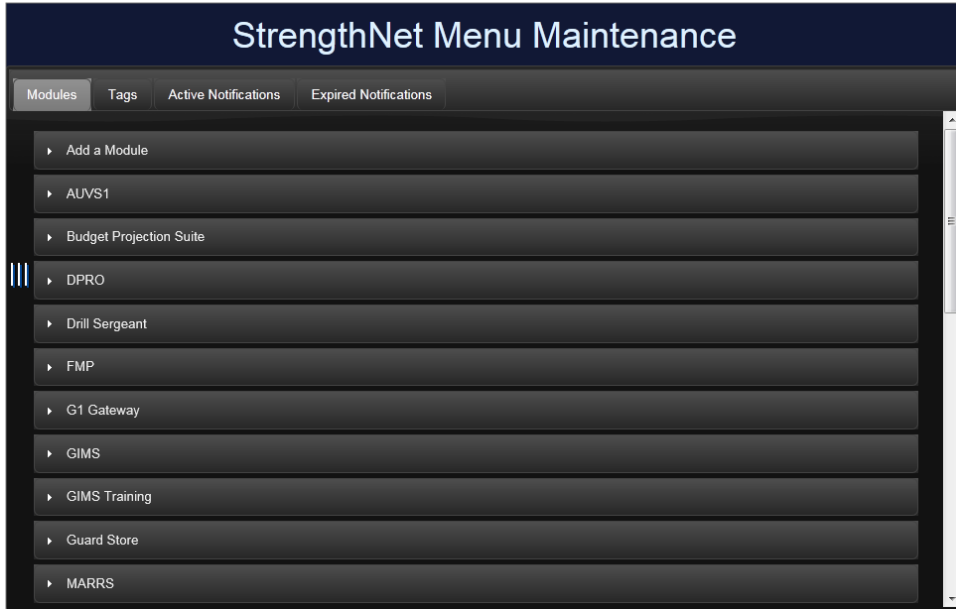 StrengthNet Menu Maintenance
Modules Tags Active Notifications Expired Notifications
Add a Module
AUVS1
Budget Projection Suite
DPRO
Drill Sergeant
FMP
G1 Gateway
GIMS
GIMS Training
Guard Store
MARRS